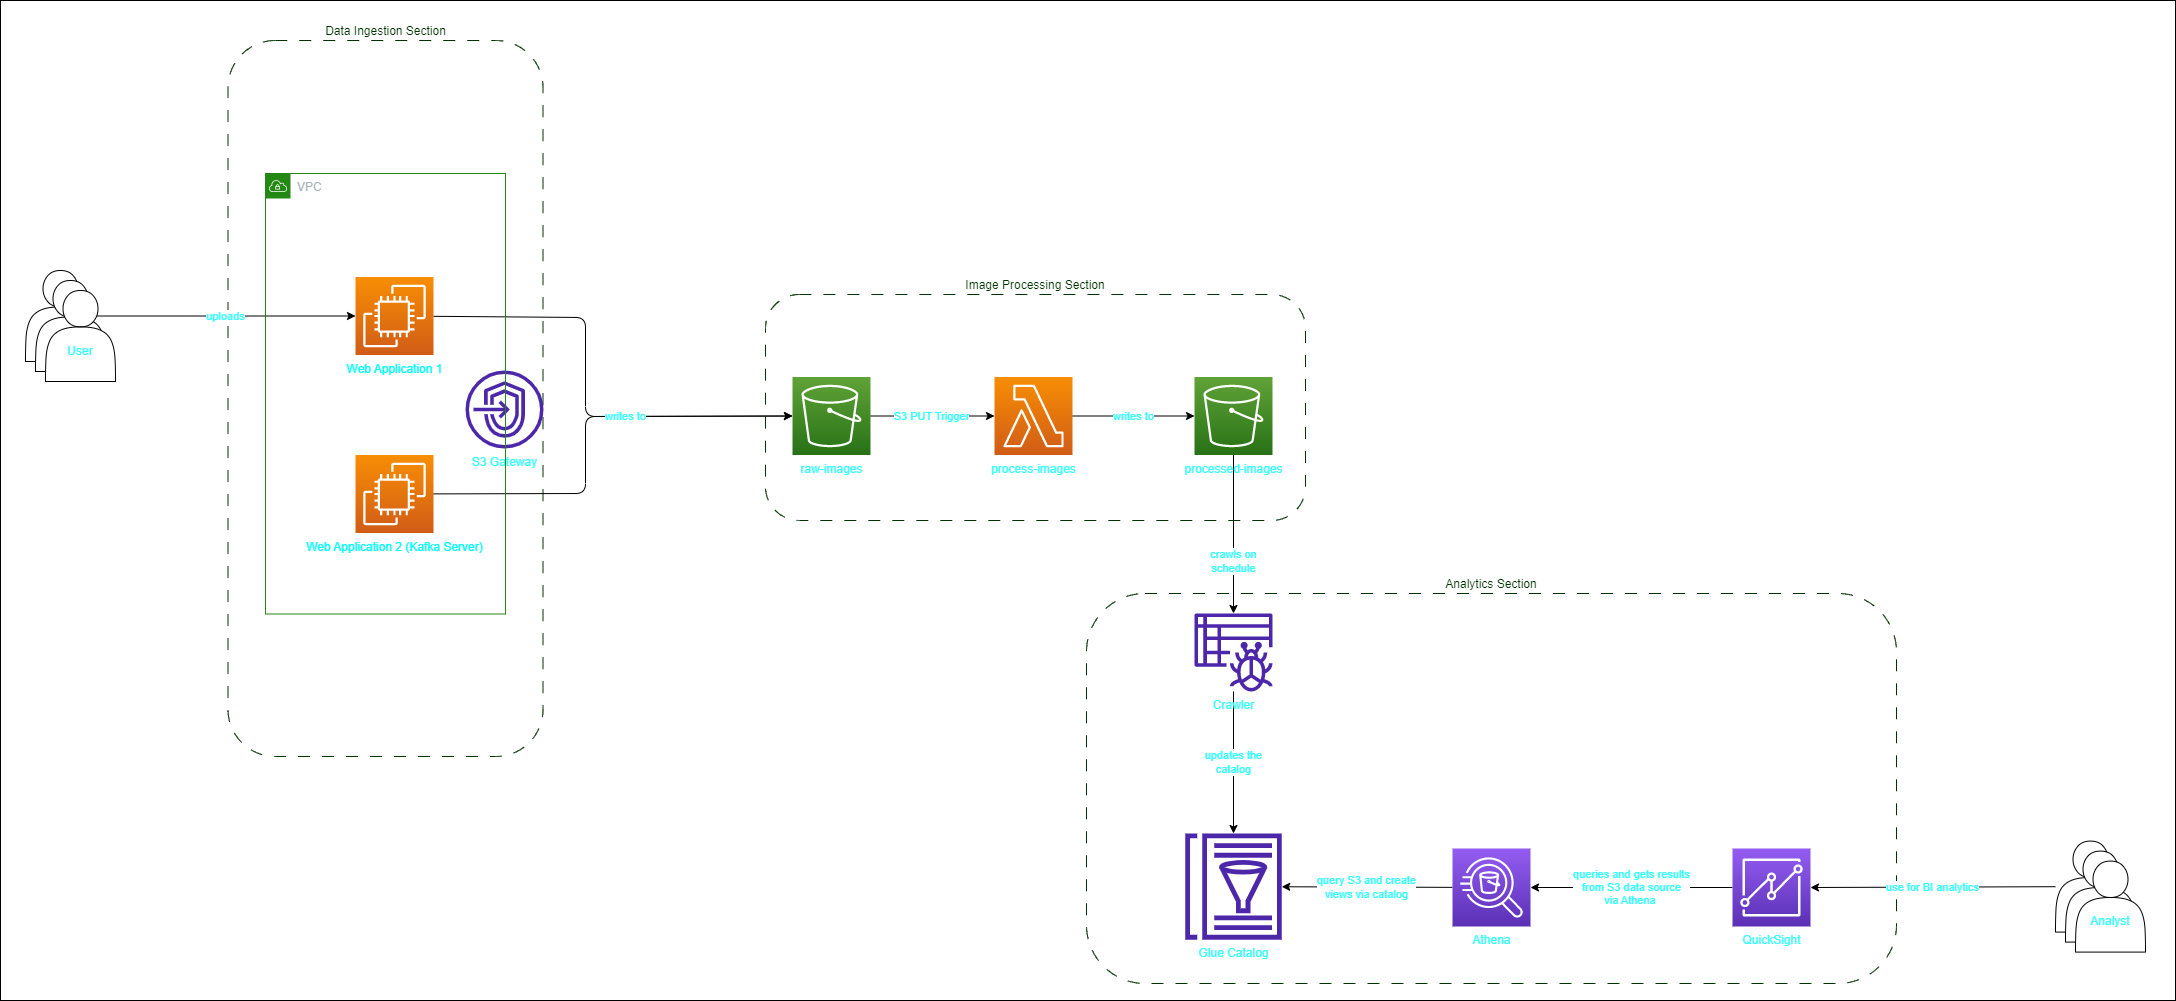 Data Ingestion Section
VPC
User
uploads
Web Application 1
S3 Gateway
Web Application 2 (Kafka Server)
writes to
Image Processing Section
raw-images
S3 PUT Trigger
process-images
writes to
processed-images
crawls on
schedule
Analytics Section
Crawler
updates the
catalog
Glue Catalog
query S3 and create
views via catalog
Athena
queries and gets results
from S3 data source
via Athena
QuickSight
use for BI analytics
Analyst